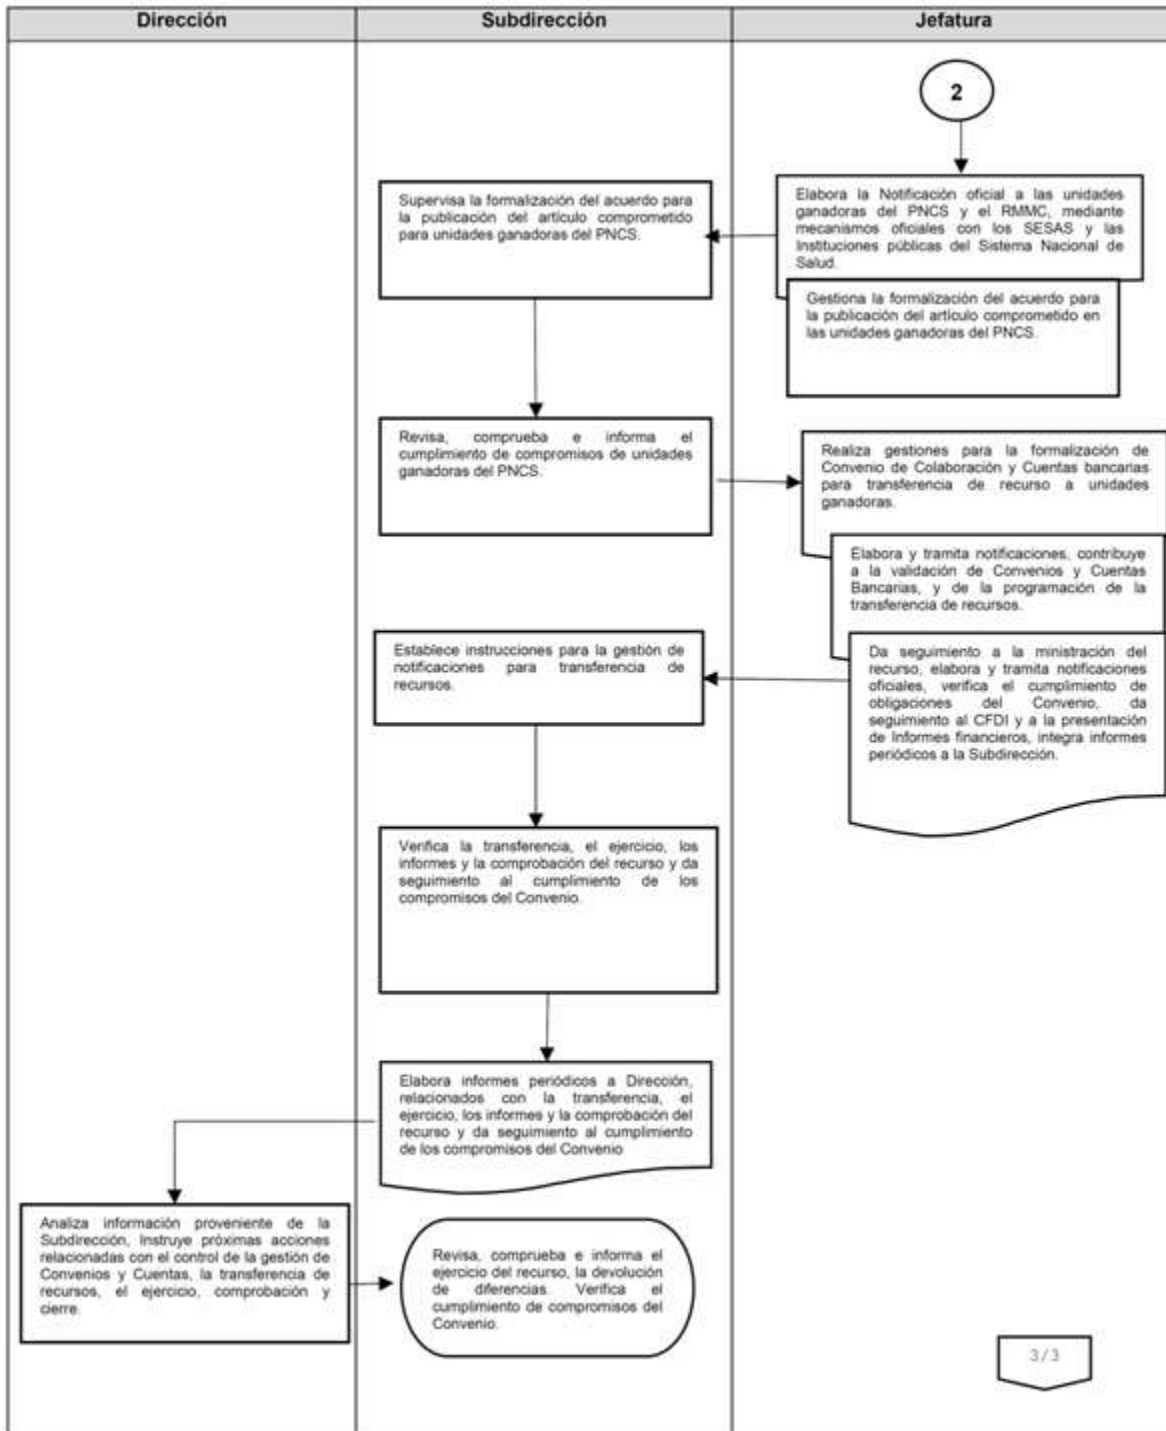 Dirección
Subdirección
Jefatura
2
Elabora la Notificación oficial a las unidades
ganadoras del PNCS y el RMMC, mediante
mecanismos oficiales con los SESAS y las
Instituciones públicas del Sistema Nacional de
Salud.
Supervisa la formalización del acuerdo para
la publicación del artículo comprometido
para unidades ganadoras del PNCS.
Gestiona la formalización del acuerdo para
la publicación del artículo comprometido en
las unidades ganadoras del PNCS.
Revisa, comprueba e informa el
cumplimiento de compromisos de unidades
ganadoras del PNCS.
Realiza gestiones para la formalización de
Convenio de Colaboración y Cuentas bancarias
para transferencia de recurso a unidades
ganadoras.
Elabora y tramita notificaciones, contribuye
a la validación de Convenios y Cuentas
Bancarias, y de la programación de la
transferencia de recursos.
Da seguimiento a la ministración del
recurso, elabora y tramita notificaciones
oficiales, verifica el cumplimiento de
obligaciones del Convenio, da
seguimiento al CFDI y a la presentación
de Informes financieros, integra informes
periódicos a la Subdirección.
Establece instrucciones para la gestión de
notificaciones para transferencia de
recursos.
Verifica la transferencia, el ejercicio, los
informes y la comprobación del recurso y da
seguimiento al cumplimiento de los
compromisos del Convenio.
Elabora informes periódicos a Dirección,
relacionados con la transferencia, el
ejercicio, los informes y la comprobación del
recurso y da seguimiento al cumplimiento
de los compromisos del Convenio
Analiza información proveniente de la
Subdirección, Instruye próximas acciones
relacionadas con el control de la gestión de
Convenios y Cuentas, la transferencia de
recursos, el ejercicio, comprobación y
cierre.
Revisa, comprueba e informa el
ejercicio del recurso, la devolución
de diferencias. Verifica el
cumplimiento de compromisos del
Convenio.
3/3